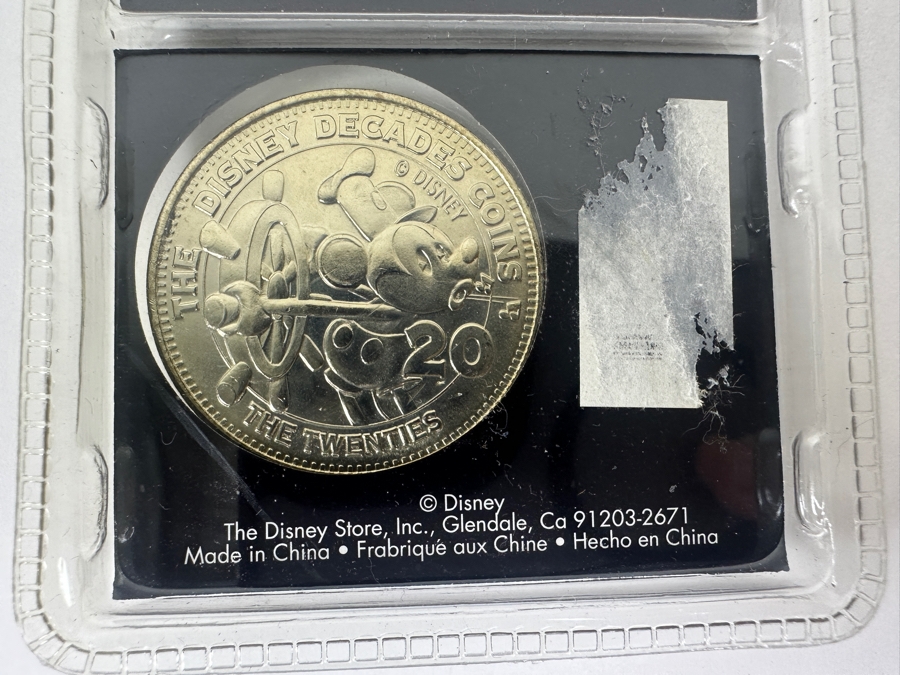 THE DISNEY DECADES COINS
© DISNEY
20
THE TWENTIES
© Disney
The Disney Store, Inc., Glendale, Ca 91203-2671
Made in China • Frabriqué aux Chine • Hecho en China